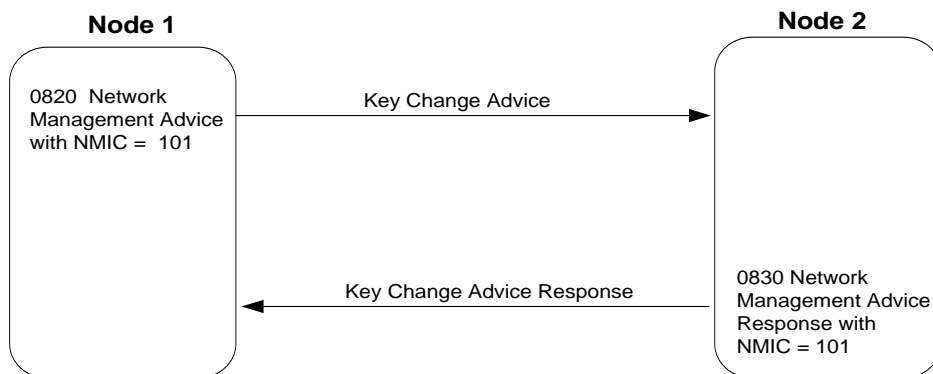 Node 1
Node 2
0820 Network
Management Advice
with NMIC = 101
Key Change Advice
Key Change Advice Response
0830 Network
Management Advice
Response with
NMIC = 101